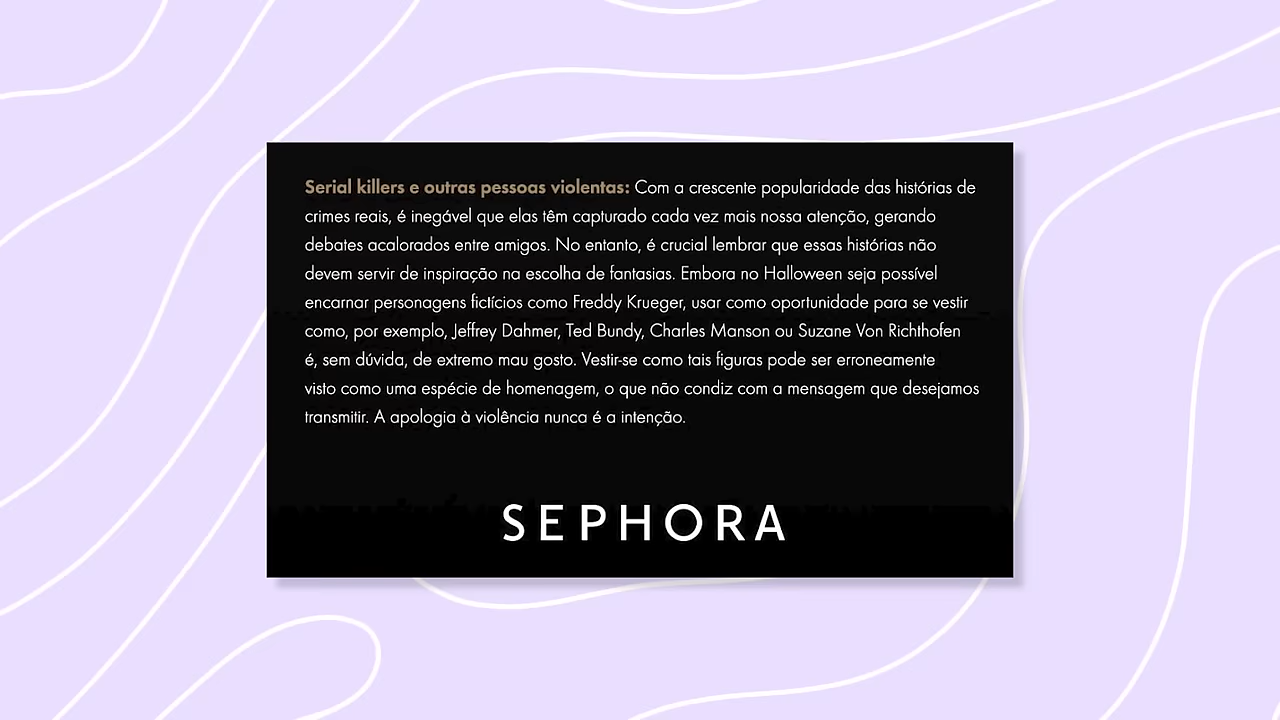 Serial killers e outras pessoas violentas: Com a crescente popularidade das histórias de
crimes reais, é inegável que elas têm capturado cada vez mais nossa atenção, gerando
debates acalorados entre amigos. No entanto, é crucial lembrar que essas histórias não
devem servir de inspiração na escolha de fantasias. Embora no Halloween seja possível
encarnar personagens fictícios como Freddy Krueger, usar como oportunidade para se vestir
como, por exemplo, Jeffrey Dahmer, Ted Bundy, Charles Manson ou Suzane Von Richthofen
é, sem dúvida, de extremo mau gosto. Vestir-se como tais figuras pode ser erroneamente
visto como uma espécie de homenagem, o que não condiz com a mensagem que desejamos
transmitir. A apologia à violência nunca é a intenção.
SEPHORA